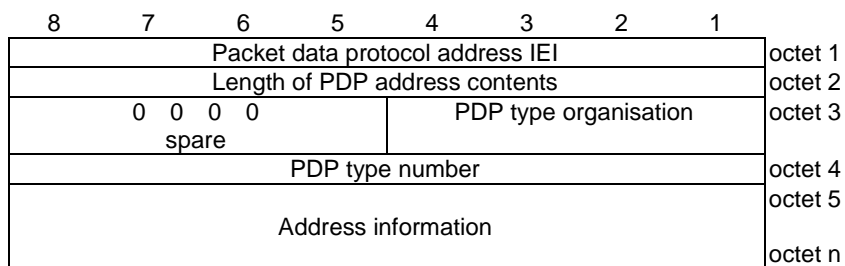 8 7 6 5 4 3 2 1
Packet data protocol address IEI octet 1
Length of PDP address contents octet 2
0 0 0 0 PDP type organisation octet 3
spare
PDP type number octet 4
octet 5
Address information
octet n